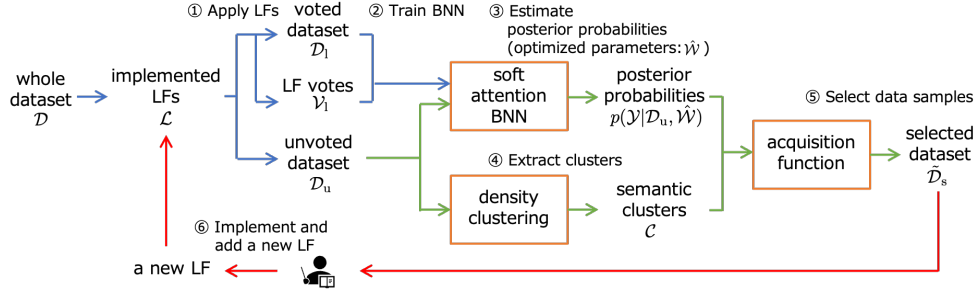 ① Apply LFs
② Train BNN
③ Estimate
posterior probabilities
(optimized parameters: 𝒲̂)
whole
dataset
𝒟
implemented
LFs
ℒ
voted
dataset
𝒟l
LF votes
𝒱l
unvoted
dataset
𝒟u
soft
attention
BNN
posterior
probabilities
p(𝒴|𝒟u, 𝒲̂)
④ Extract clusters
density
clustering
semantic
clusters
𝒞
acquisition
function
⑤ Select data samples
selected
dataset
𝒟̃s
⑥ Implement and
add a new LF
a new LF